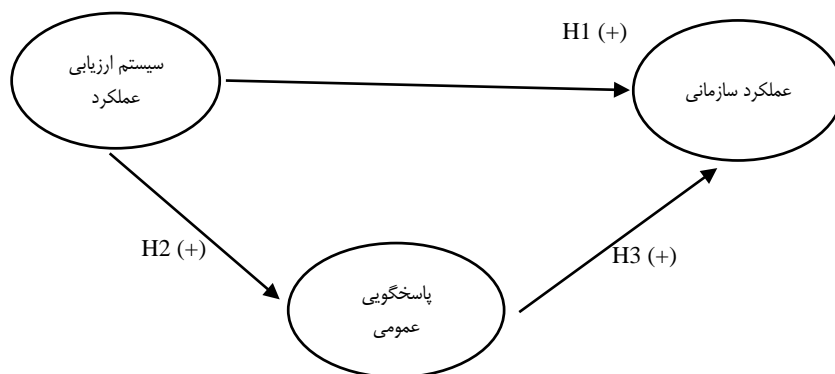 H1 (+)
سیستم ارزیابی
عملکرد
عملکرد سازمانی
H2 (+)
H3 (+)
پاسخگویی
عمومی